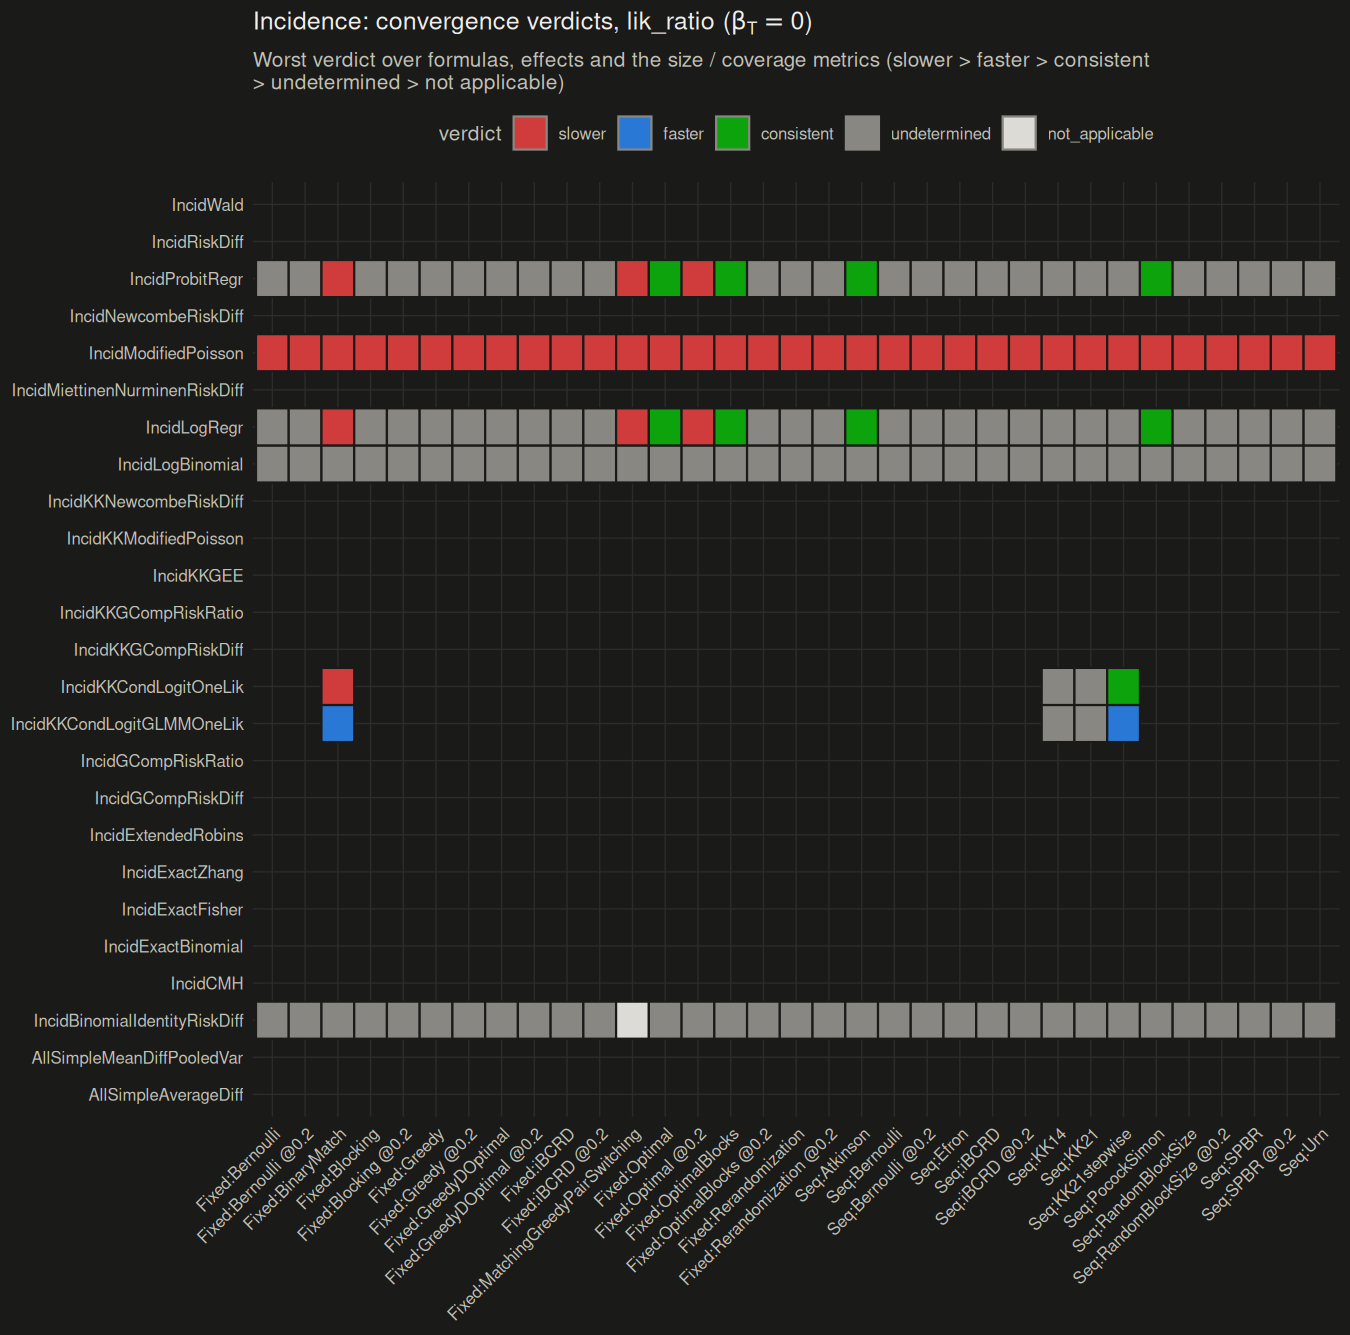 Incidence: convergence verdicts, lik_ratio (βT = 0)
Worst verdict over formulas, effects and the size / coverage metrics (slower > faster > consistent
> undetermined > not applicable)
verdict slower faster consistent undetermined not_applicable
IncidWald
IncidRiskDiff
IncidProbitRegr
IncidNewcombeRiskDiff
IncidModifiedPoisson
IncidMiettinenNurminenRiskDiff
IncidLogRegr
IncidLogBinomial
IncidKKNewcombeRiskDiff
IncidKKModifiedPoisson
IncidKKGEE
IncidKKGCompRiskRatio
IncidKKGCompRiskDiff
IncidKKCondLogitOneLik
IncidKKCondLogitGLMMOneLik
IncidGCompRiskRatio
IncidGCompRiskDiff
IncidExtendedRobins
IncidExactZhang
IncidExactFisher
IncidExactBinomial
IncidCMH
IncidBinomialIdentityRiskDiff
AllSimpleMeanDiffPooledVar
AllSimpleAverageDiff
Fixed:Bernoulli
Fixed:Bernoulli @0.2
Fixed:BinaryMatch
Fixed:Blocking
Fixed:Blocking @0.2
Fixed:Greedy
Fixed:Greedy @0.2
Fixed:GreedyDOptimal
Fixed:GreedyDOptimal @0.2
Fixed:iBCRD
Fixed:iBCRD @0.2
Fixed:MatchingGreedyPairSwitching
Fixed:Optimal
Fixed:Optimal @0.2
Fixed:OptimalBlocks
Fixed:OptimalBlocks @0.2
Fixed:Rerandomization
Fixed:Rerandomization @0.2
Seq:Atkinson
Seq:Bernoulli
Seq:Bernoulli @0.2
Seq:Efron
Seq:iBCRD
Seq:iBCRD @0.2
Seq:KK14
Seq:KK21
Seq:KK21stepwise
Seq:PocockSimon
Seq:RandomBlockSize
Seq:RandomBlockSize @0.2
Seq:SPBR
Seq:SPBR @0.2
Seq:Urn